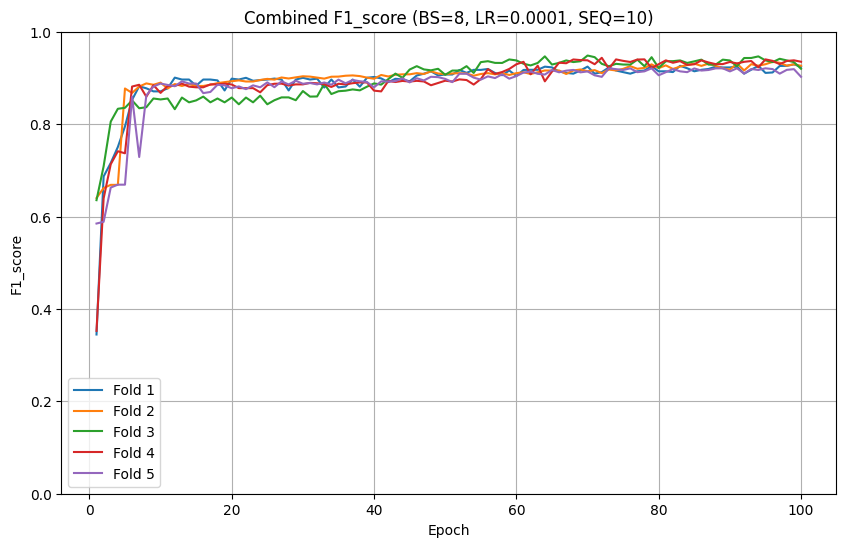 Combined F1_score (BS=8, LR=0.0001, SEQ=10)
1.0
0.8
0.6
0.4
0.2
0.0
F1_score
Fold 1
Fold 2
Fold 3
Fold 4
Fold 5
0 20 40 60 80 100
Epoch